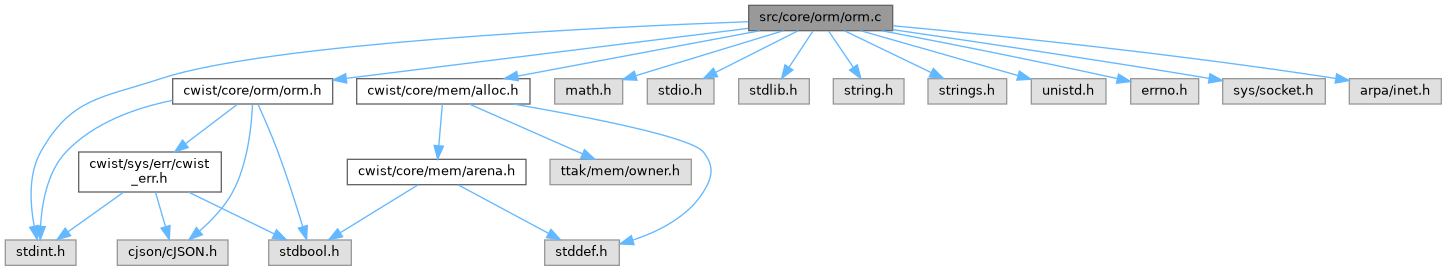 src/core/orm/orm.c
cwist/core/orm/orm.h
cwist/core/mem/alloc.h
math.h
stdio.h
stdlib.h
string.h
strings.h
unistd.h
errno.h
sys/socket.h
arpa/inet.h
cwist/sys/err/cwist
_err.h
cwist/core/mem/arena.h
ttak/mem/owner.h
stdint.h
cjson/cJSON.h
stdbool.h
stddef.h